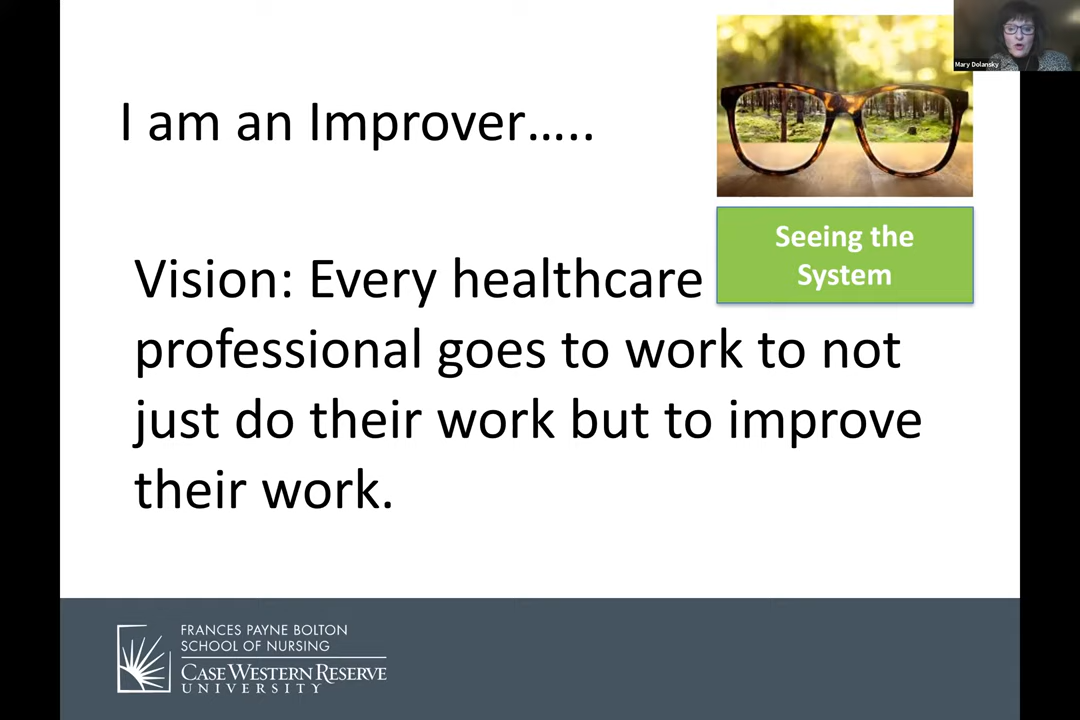 I am an Improver…..
Mary Dolansky
Seeing the
System
Vision: Every healthcare
professional goes to work to not
just do their work but to improve
their work.
FRANCES PAYNE BOLTON
SCHOOL OF NURSING
CASE WESTERN RESERVE
UNIVERSITY